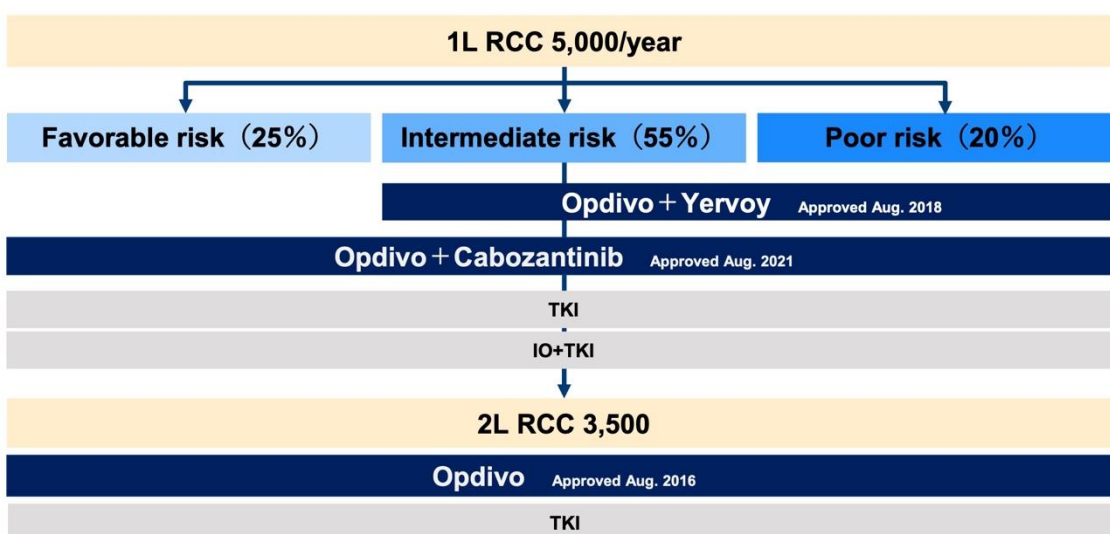 1L RCC 5,000/year
Favorable risk（25%）
Intermediate risk（55%）
Poor risk（20%）
Opdivo＋Yervoy Approved Aug. 2018
Opdivo＋Cabozantinib Approved Aug. 2021
TKI
IO+TKI
2L RCC 3,500
Opdivo Approved Aug. 2016
TKI